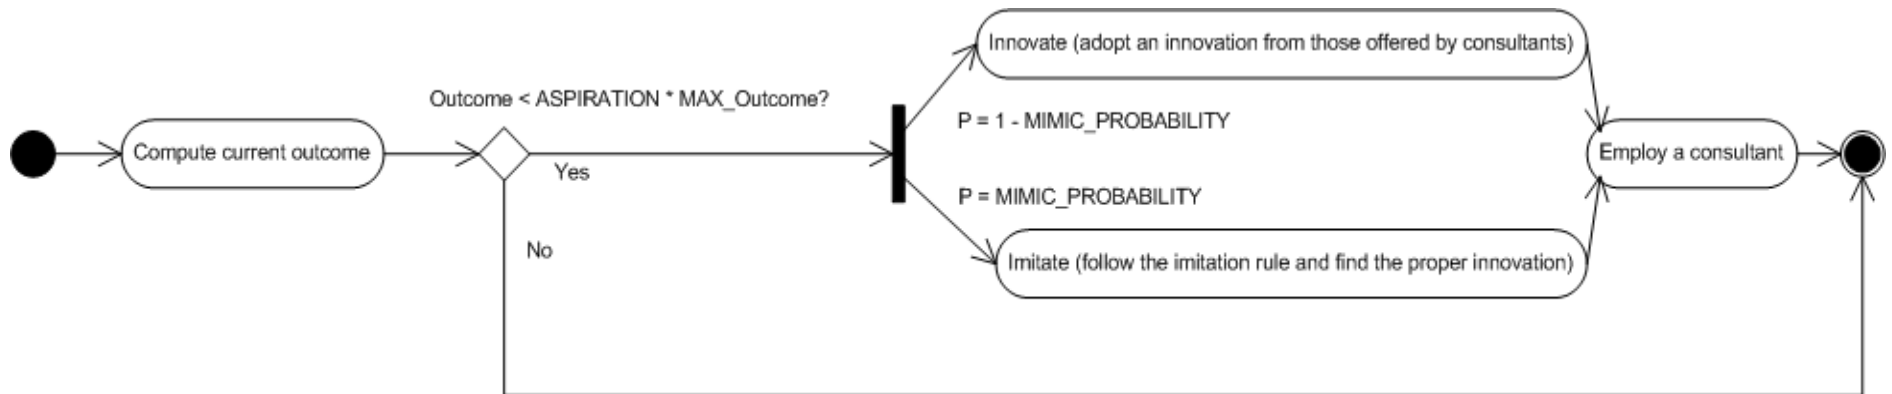 Innovate (adopt an innovation from those offered by consultants)
Outcome < ASPIRATION * MAX_Outcome?
P = 1 - MIMIC_PROBABILITY
Compute current outcome
Employ a consultant
Yes
P = MIMIC_PROBABILITY
No
Imitate (follow the imitation rule and find the proper innovation)